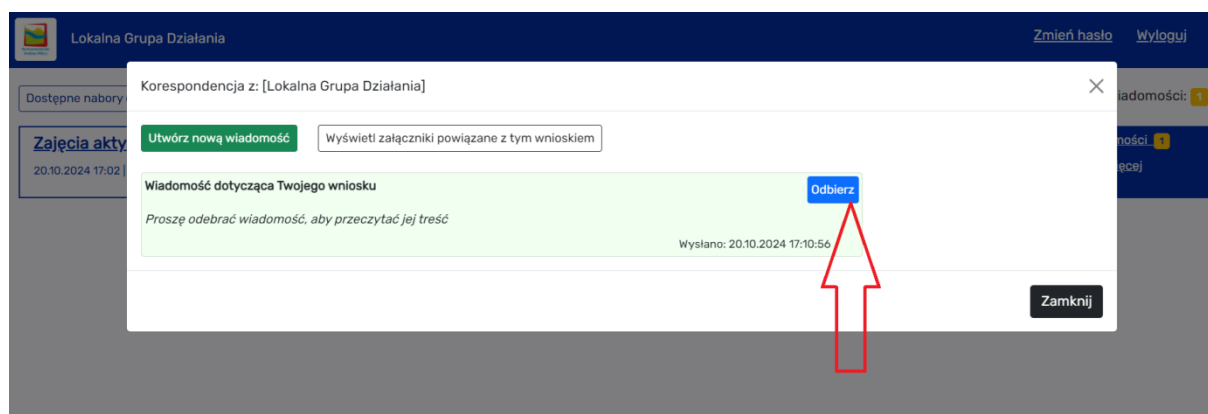 Lokalna Grupa Działania
Zmień hasło Wyloguj
Korespondencja z: [Lokalna Grupa Działania]
Dostępne nabory
iadomości: 1
Utwórz nową wiadomość Wyświetl załączniki powiązane z tym wnioskiem
Zajęcia akty
ności 1
20.10.2024 17:02 |
ęcej
Wiadomość dotycząca Twojego wniosku
Odbierz
Proszę odebrać wiadomość, aby przeczytać jej treść
Wysłano: 20.10.2024 17:10:56
Zamknij